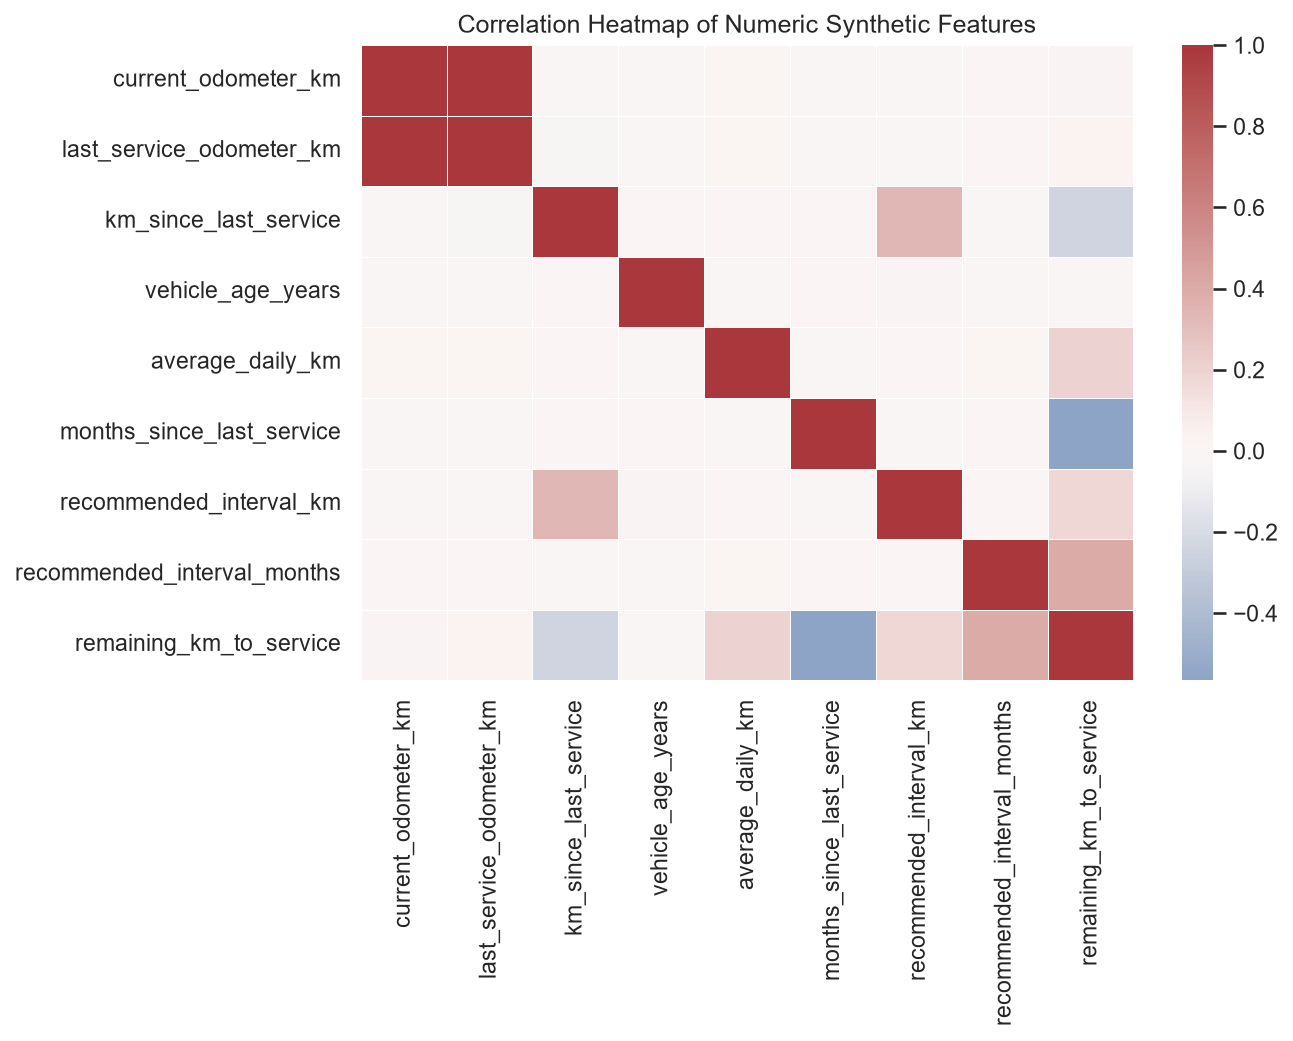 Correlation Heatmap of Numeric Synthetic Features
current_odometer_km
last_service_odometer_km
km_since_last_service
vehicle_age_years
average_daily_km
months_since_last_service
recommended_interval_km
recommended_interval_months
remaining_km_to_service
current_odometer_km
last_service_odometer_km
km_since_last_service
vehicle_age_years
average_daily_km
months_since_last_service
recommended_interval_km
recommended_interval_months
remaining_km_to_service
1.0
0.8
0.6
0.4
0.2
0.0
−0.2
−0.4